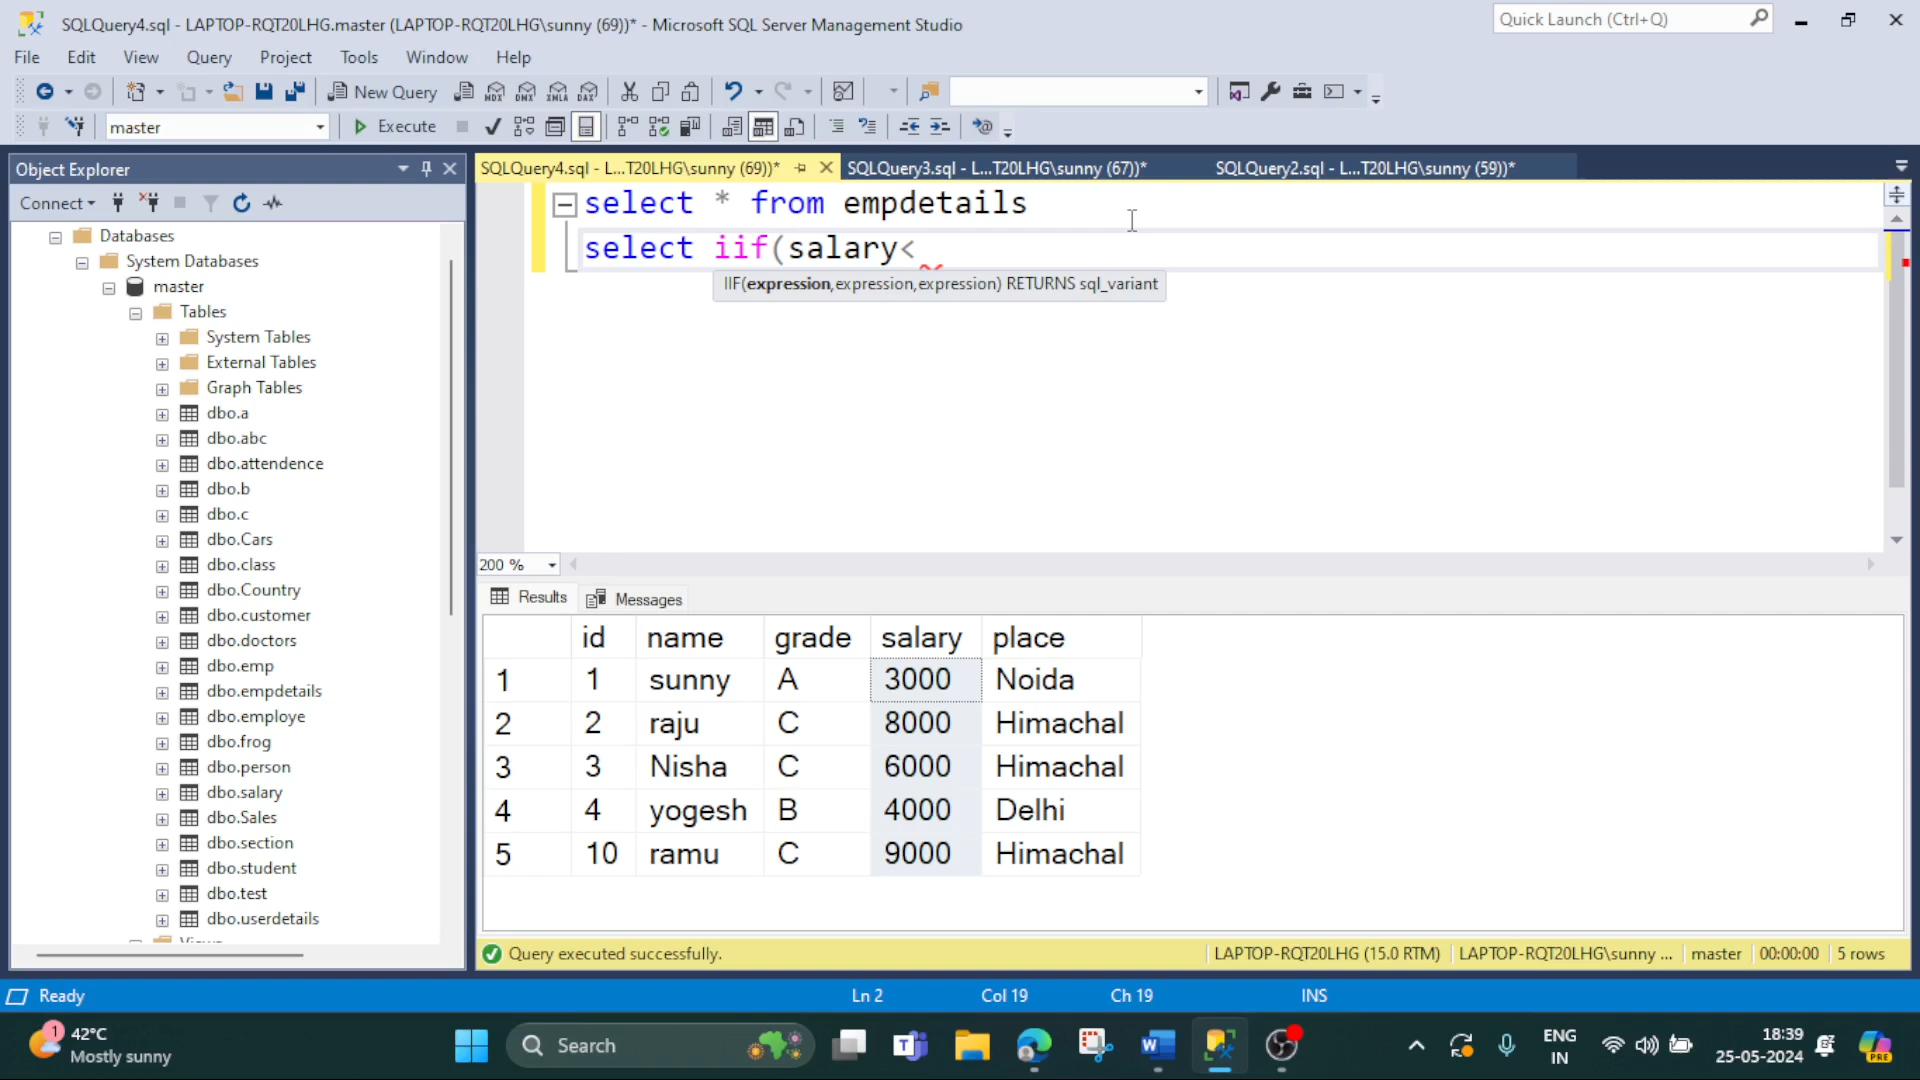 SQLQuery4.sql - LAPTOP-RQT20LHG.master (LAPTOP-RQT20LHG\sunny (69))* - Microsoft SQL Server Management Studio
Quick Launch (Ctrl+Q)
File Edit View Query Project Tools Window Help
New Query
MDX DMX XMLA DAX
master
Execute
Object Explorer
SQLQuery4.sql - L...T20LHG\sunny (69))*
SQLQuery3.sql - L...T20LHG\sunny (67))*
SQLQuery2.sql - L...T20LHG\sunny (59))*
Connect
Databases
System Databases
master
Tables
System Tables
External Tables
Graph Tables
dbo.a
dbo.abc
dbo.attendence
dbo.b
dbo.c
dbo.Cars
dbo.class
dbo.Country
dbo.customer
dbo.doctors
dbo.emp
dbo.empdetails
dbo.employe
dbo.frog
dbo.person
dbo.salary
dbo.Sales
dbo.section
dbo.student
dbo.test
dbo.userdetails
Views
select * from empdetails
select iif(salary<
IIF(expression,expression,expression) RETURNS sql_variant
200 %
Results Messages
id name grade salary place
1 1 sunny A 3000 Noida
2 2 raju C 8000 Himachal
3 3 Nisha C 6000 Himachal
4 4 yogesh B 4000 Delhi
5 10 ramu C 9000 Himachal
Query executed successfully.
LAPTOP-RQT20LHG (15.0 RTM) LAPTOP-RQT20LHG\sunny ... master 00:00:00 5 rows
Ready
Ln 2 Col 19 Ch 19 INS
1
42°C
Mostly sunny
Search
ENG
IN
18:39
25-05-2024
PRE